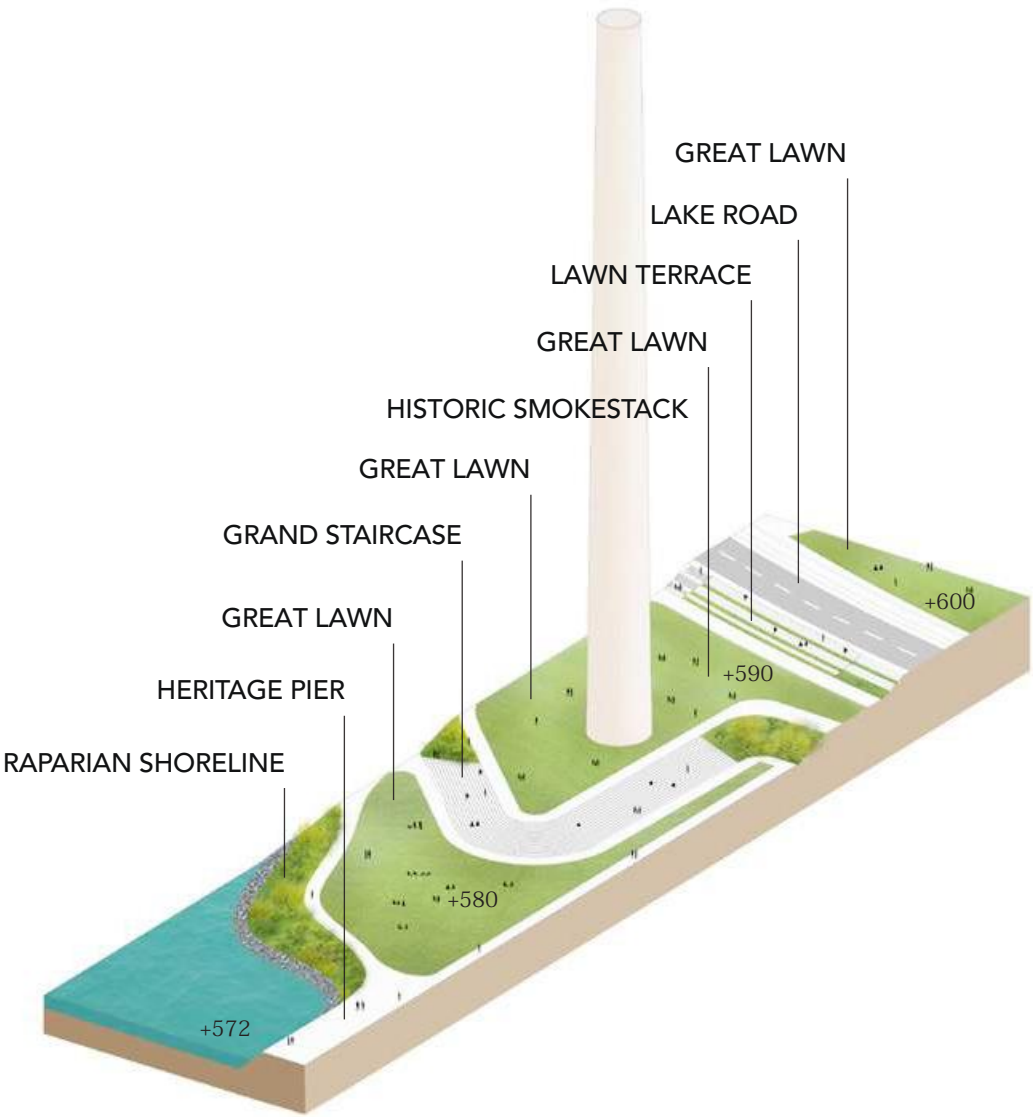 GREAT LAWN
LAKE ROAD
LAWN TERRACE
GREAT LAWN
HISTORIC SMOKESTACK
GREAT LAWN
GRAND STAIRCASE
GREAT LAWN
HERITAGE PIER
RAPARIAN SHORELINE
+600
+590
+580
+572